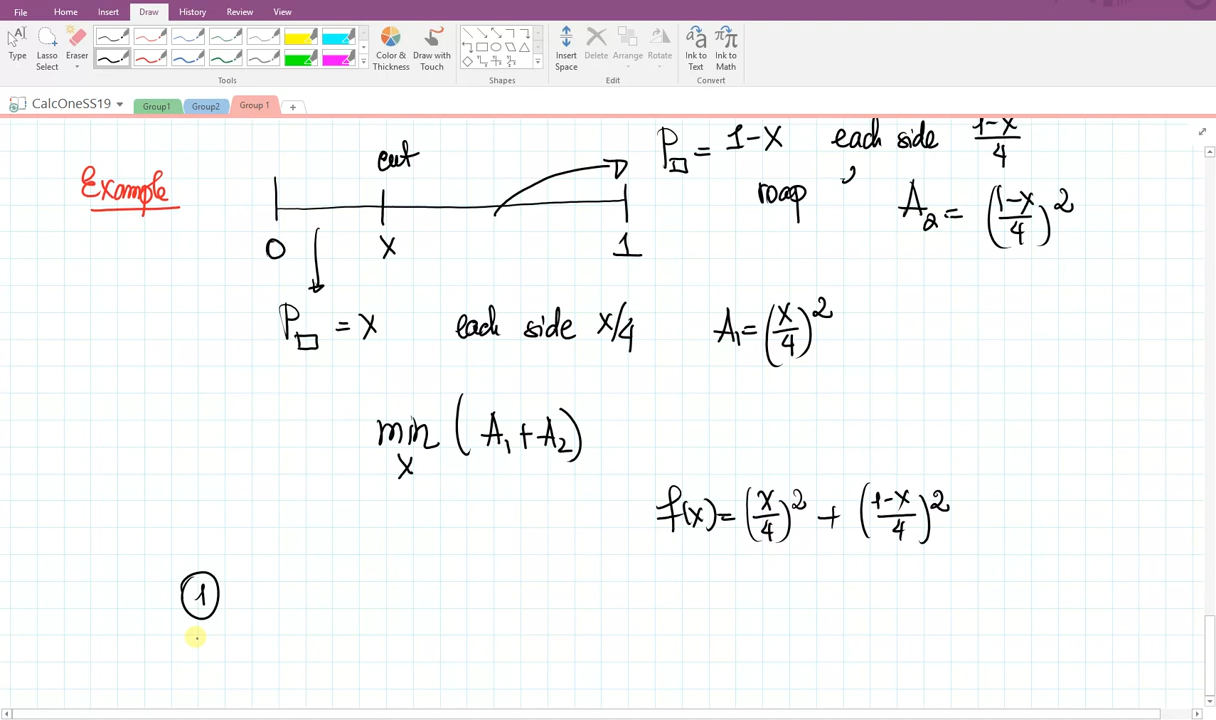 File Home Insert Draw History Review View
Type Lasso Select Eraser Color & Thickness Draw with Touch Insert Space Delete Arrange Rotate Ink to Text Ink to Math
Tools Shapes Edit Convert
CalcOneSS19 Group1 Group2 Group 1 +
P□ = 1-x each side (1-x)/4
Example cut
A₂ = ((1-x)/4)²
0 x 1
P□ = x each side x/4 A₁ = (x/4)²
min (A₁ + A₂)
x
f(x) = (x/4)² + ((1-x)/4)²
1